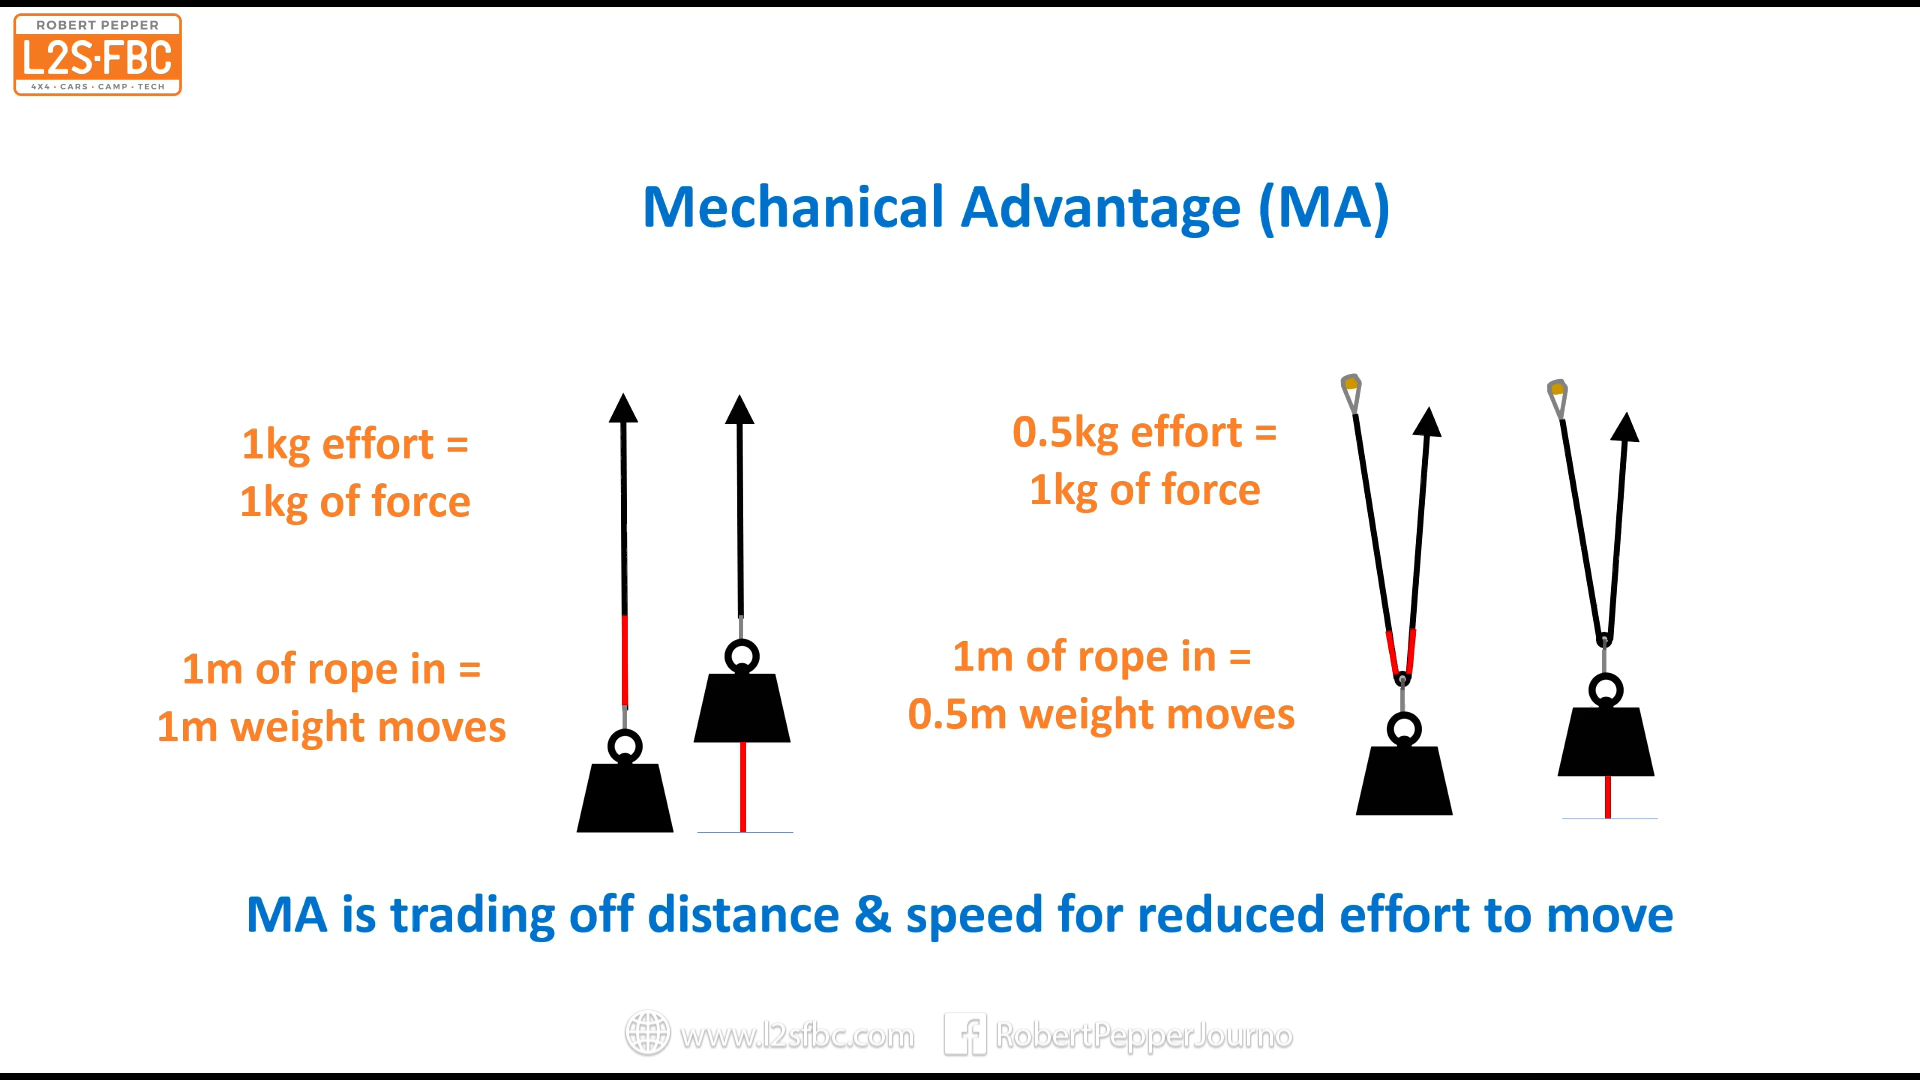 ROBERT PEPPER
L2S·FBC
4X4 · CARS · CAMP · TECH
Mechanical Advantage (MA)
1kg effort =
1kg of force
1m of rope in =
1m weight moves
0.5kg effort =
1kg of force
1m of rope in =
0.5m weight moves
MA is trading off distance & speed for reduced effort to move
www.l2sfbc.com
RobertPepperJourno